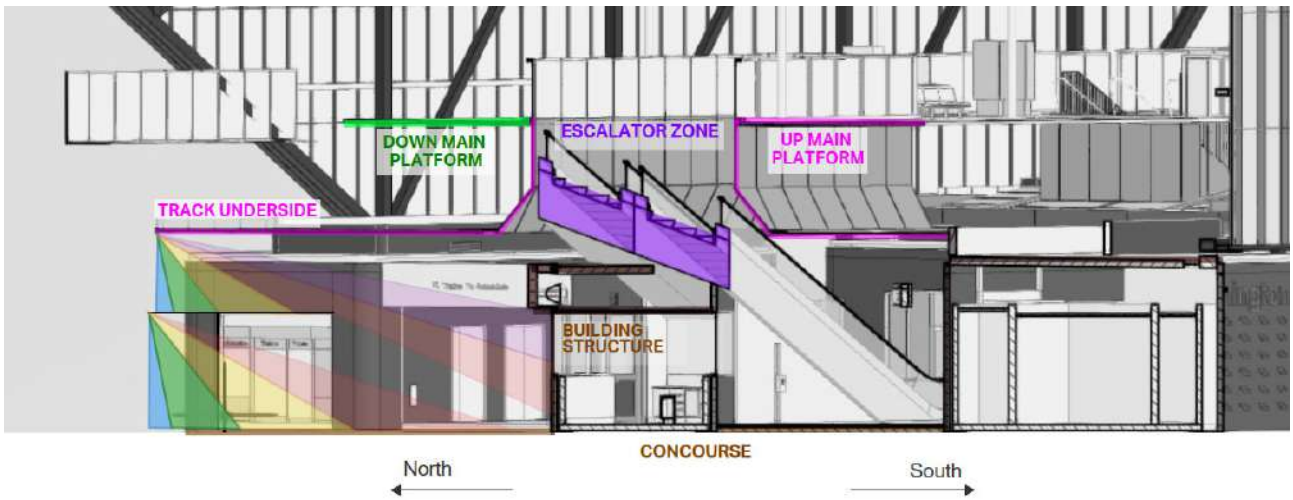 DOWN MAIN
PLATFORM
ESCALATOR ZONE
UP MAIN
PLATFORM
TRACK UNDERSIDE
BUILDING
STRUCTURE
CONCOURSE
North
South